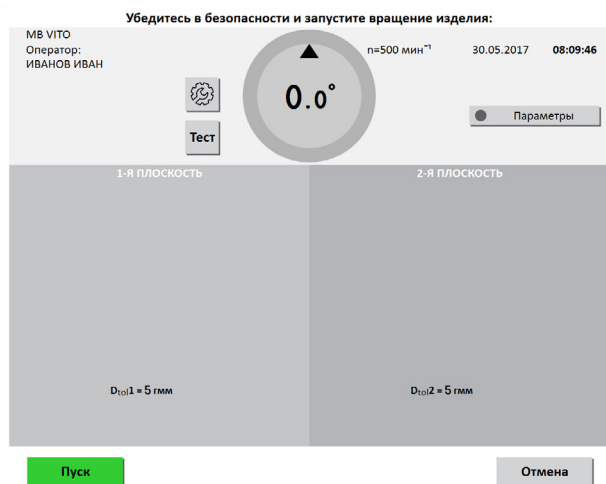 Убедитесь в безопасности и запустите вращение изделия:
MB VITO
Оператор:
ИВАНОВ ИВАН
n=500 мин⁻¹
30.05.2017
08:09:46
0.0°
Параметры
Тест
1-Я ПЛОСКОСТЬ
2-Я ПЛОСКОСТЬ
Dtol1 = 5 гмм
Dtol2 = 5 гмм
Пуск
Отмена